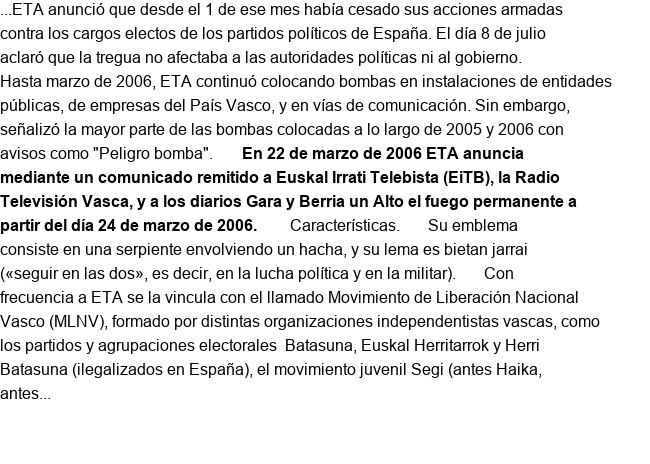 ...ETA anunció que desde el 1 de ese mes había cesado sus acciones armadas
contra los cargos electos de los partidos políticos de España. El día 8 de julio
aclaró que la tregua no afectaba a las autoridades políticas ni al gobierno.
Hasta marzo de 2006, ETA continuó colocando bombas en instalaciones de entidades
públicas, de empresas del País Vasco, y en vías de comunicación. Sin embargo,
señalizó la mayor parte de las bombas colocadas a lo largo de 2005 y 2006 con
avisos como "Peligro bomba". En 22 de marzo de 2006 ETA anuncia
mediante un comunicado remitido a Euskal Irrati Telebista (EiTB), la Radio
Televisión Vasca, y a los diarios Gara y Berria un Alto el fuego permanente a
partir del día 24 de marzo de 2006. Características. Su emblema
consiste en una serpiente envolviendo un hacha, y su lema es bietan jarrai
(«seguir en las dos», es decir, en la lucha política y en la militar). Con
frecuencia a ETA se la vincula con el llamado Movimiento de Liberación Nacional
Vasco (MLNV), formado por distintas organizaciones independentistas vascas, como
los partidos y agrupaciones electorales Batasuna, Euskal Herritarrok y Herri
Batasuna (ilegalizados en España), el movimiento juvenil Segi (antes Haika,
antes...